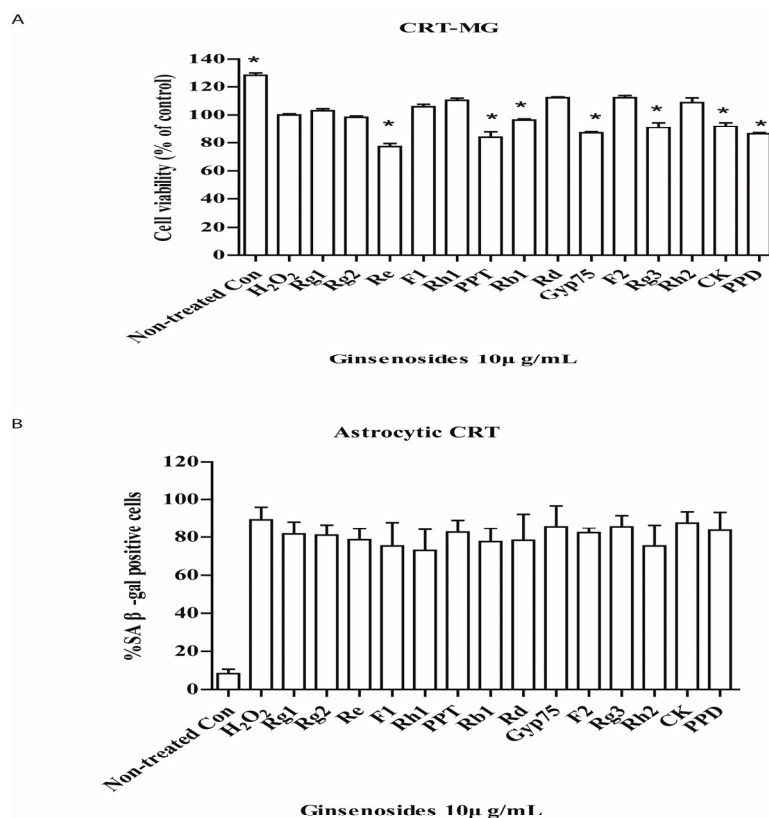 A
CRT-MG
Cell viability (% of control)
140
120
100
80
60
40
20
0
* * * * * * * *
Non-treated Con H₂O₂ Rg1 Rg2 Re F1 Rh1 PPT Rb1 Rd Gyp75 F2 Rg3 Rh2 CK PPD
Ginsenosides 10μ g/mL
B
Astrocytic CRT
%SA β -gal positive cells
120
100
80
60
40
20
0
Non-treated Con H₂O₂ Rg1 Rg2 Re F1 Rh1 PPT Rb1 Rd Gyp75 F2 Rg3 Rh2 CK PPD
Ginsenosides 10μ g/mL